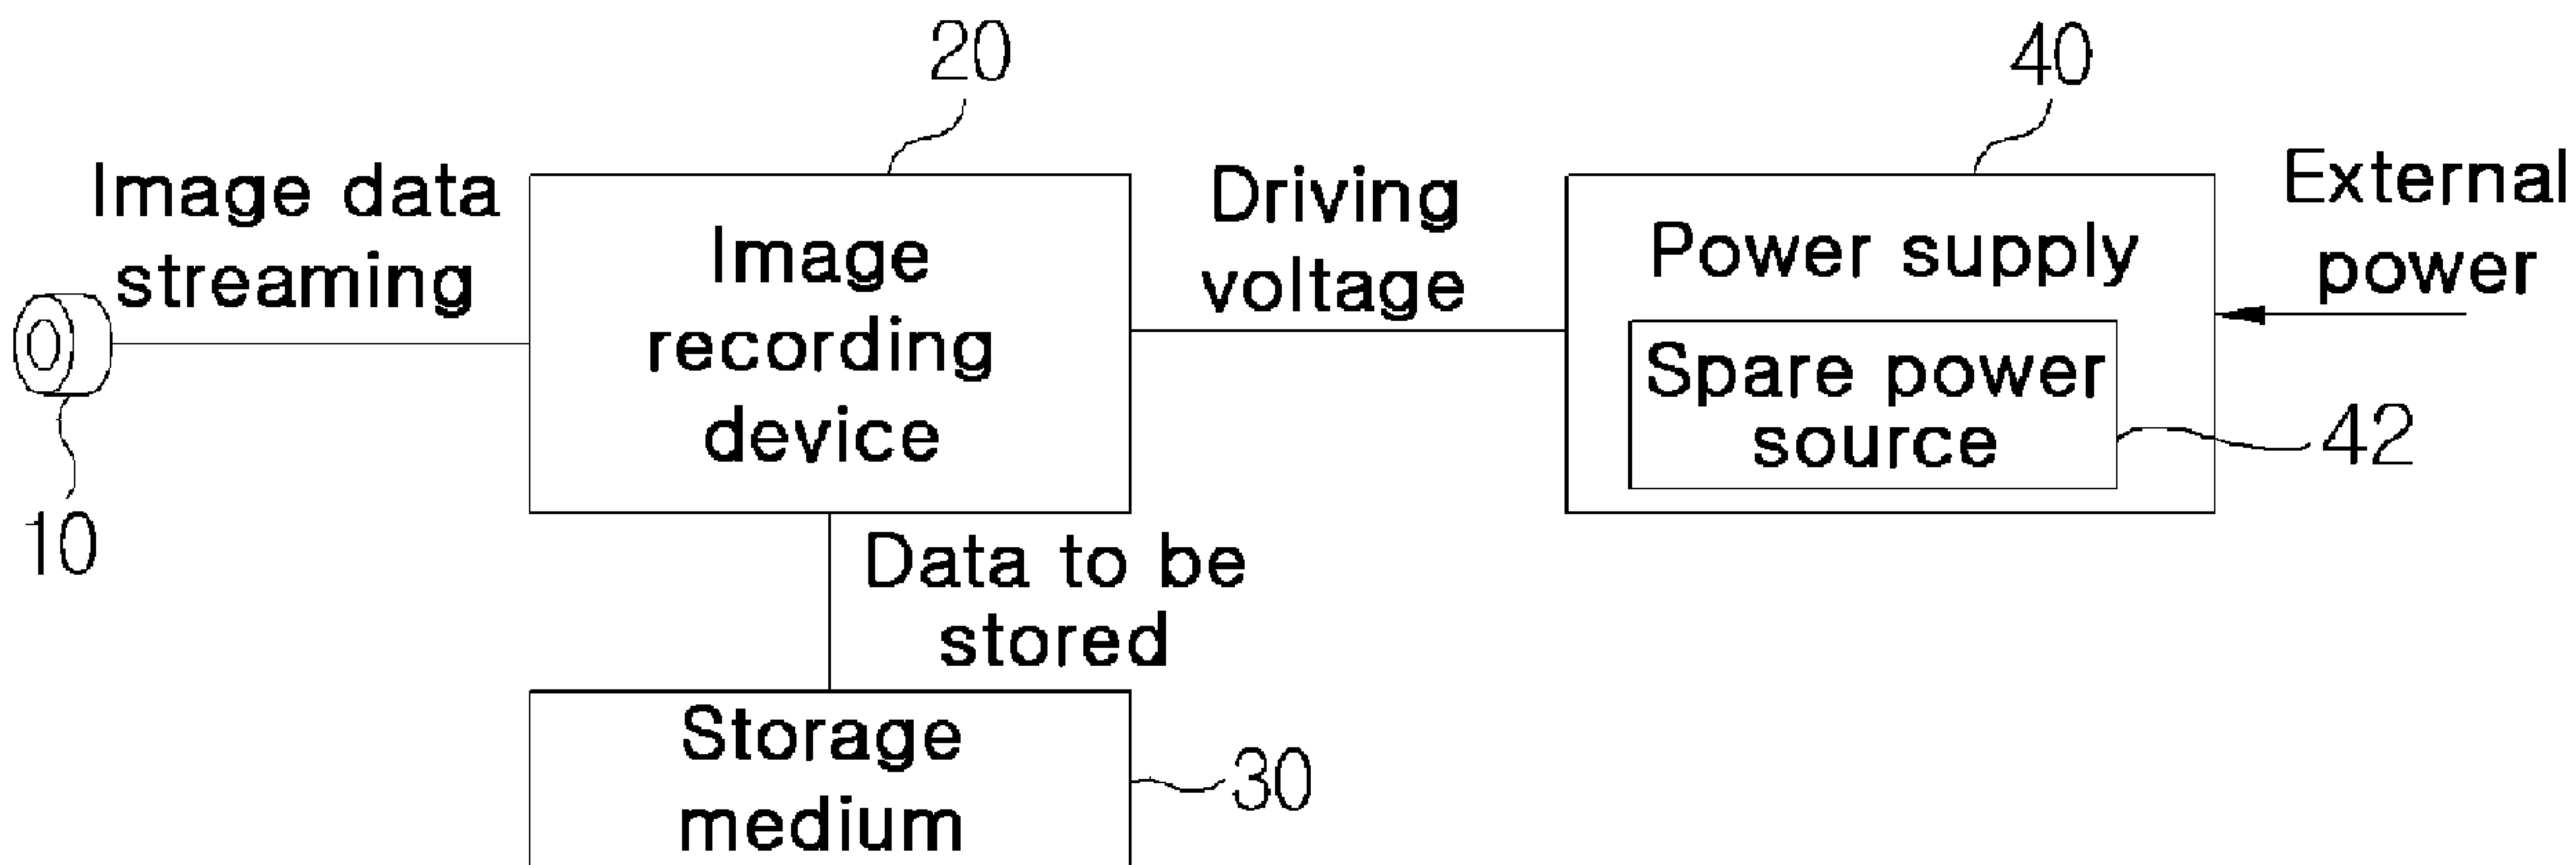 20
40
Image data
streaming
Image
recording
device
Driving
voltage
Power supply
External
power
Spare power
source
42
10
Data to be
stored
Storage
medium
30